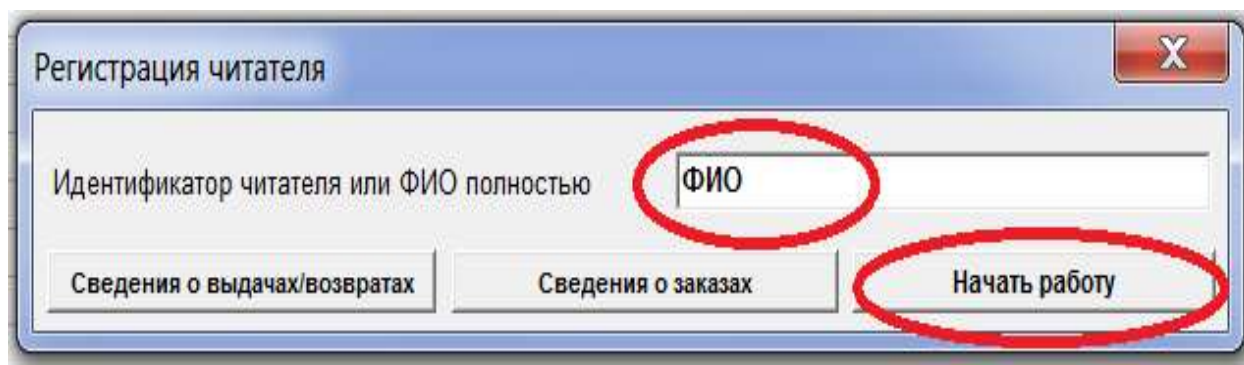 Регистрация читателя
X
Идентификатор читателя или ФИО полностью ФИО
Сведения о выдачах/возвратах Сведения о заказах Начать работу